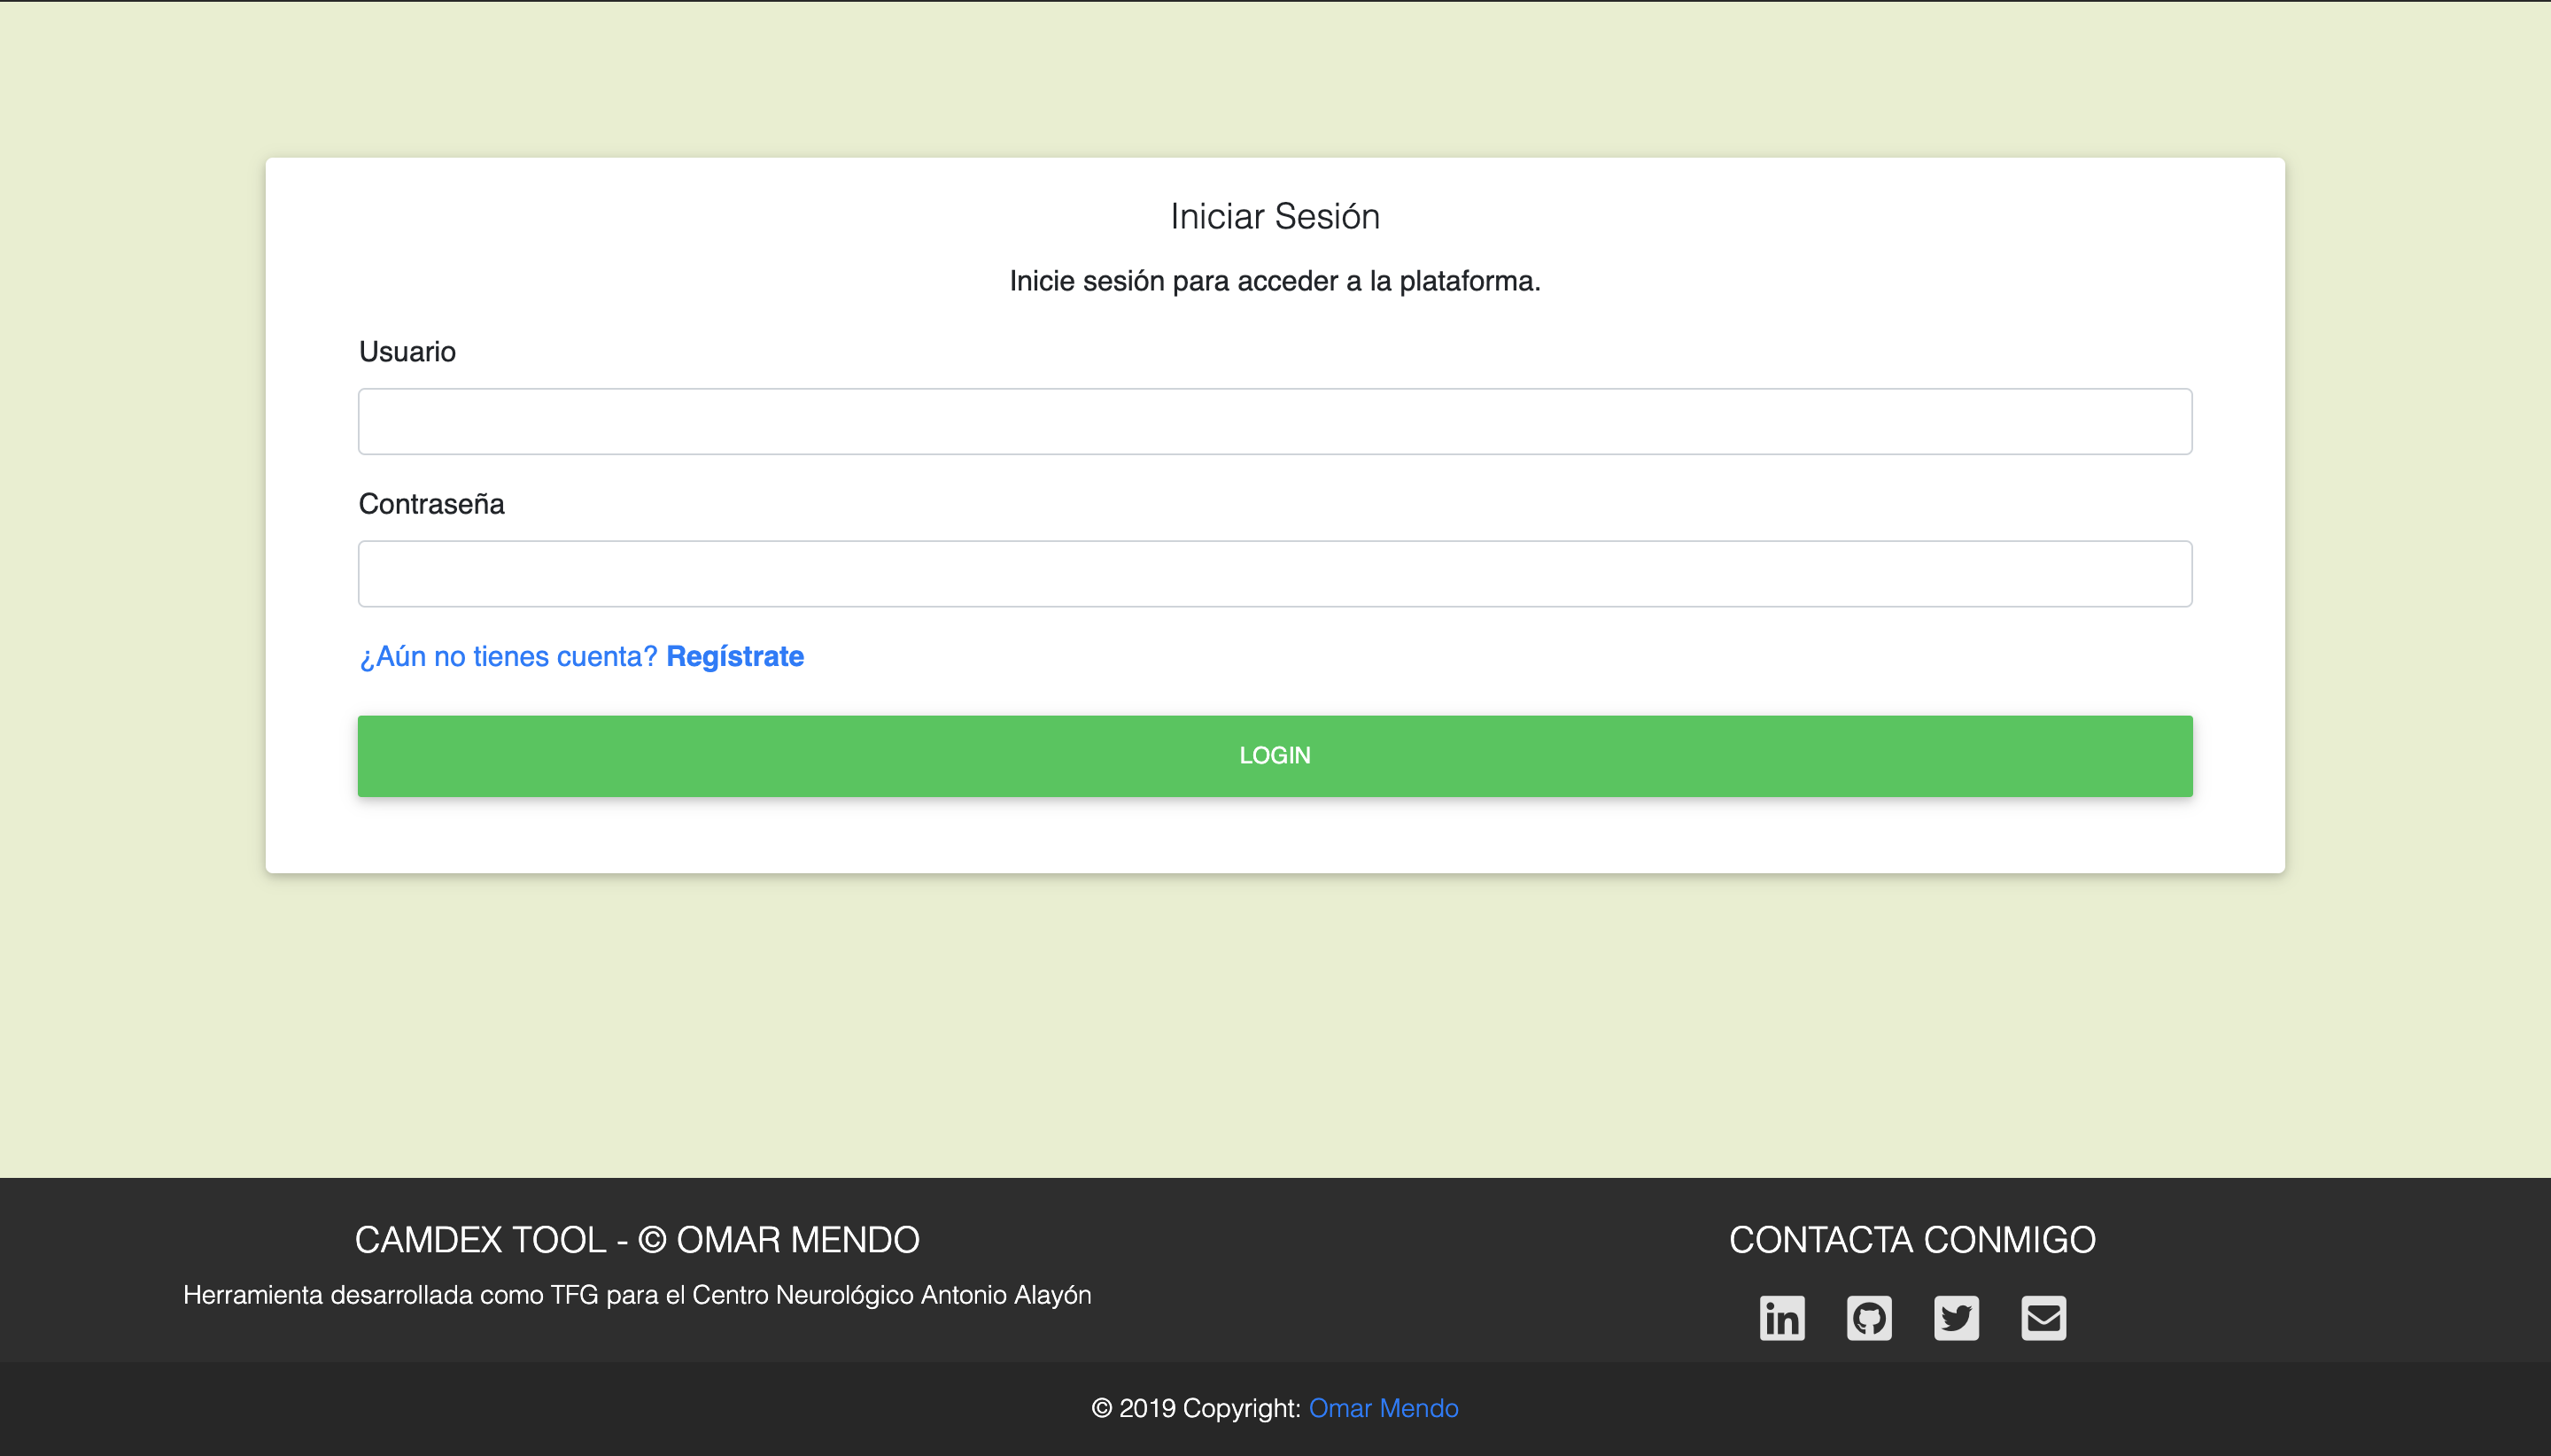 Iniciar Sesión
Inicie sesión para acceder a la plataforma.
Usuario
Contraseña
¿Aún no tienes cuenta? Regístrate
LOGIN
CAMDEX TOOL - © OMAR MENDO
Herramienta desarrollada como TFG para el Centro Neurológico Antonio Alayón
CONTACTA CONMIGO
in
© 2019 Copyright: Omar Mendo